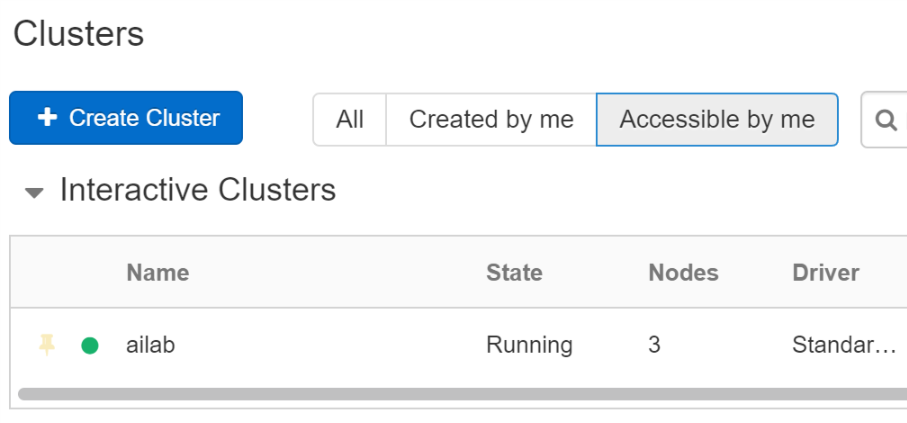 Clusters
+ Create Cluster
All Created by me Accessible by me
Interactive Clusters
Name State Nodes Driver
ailab Running 3 Standar...